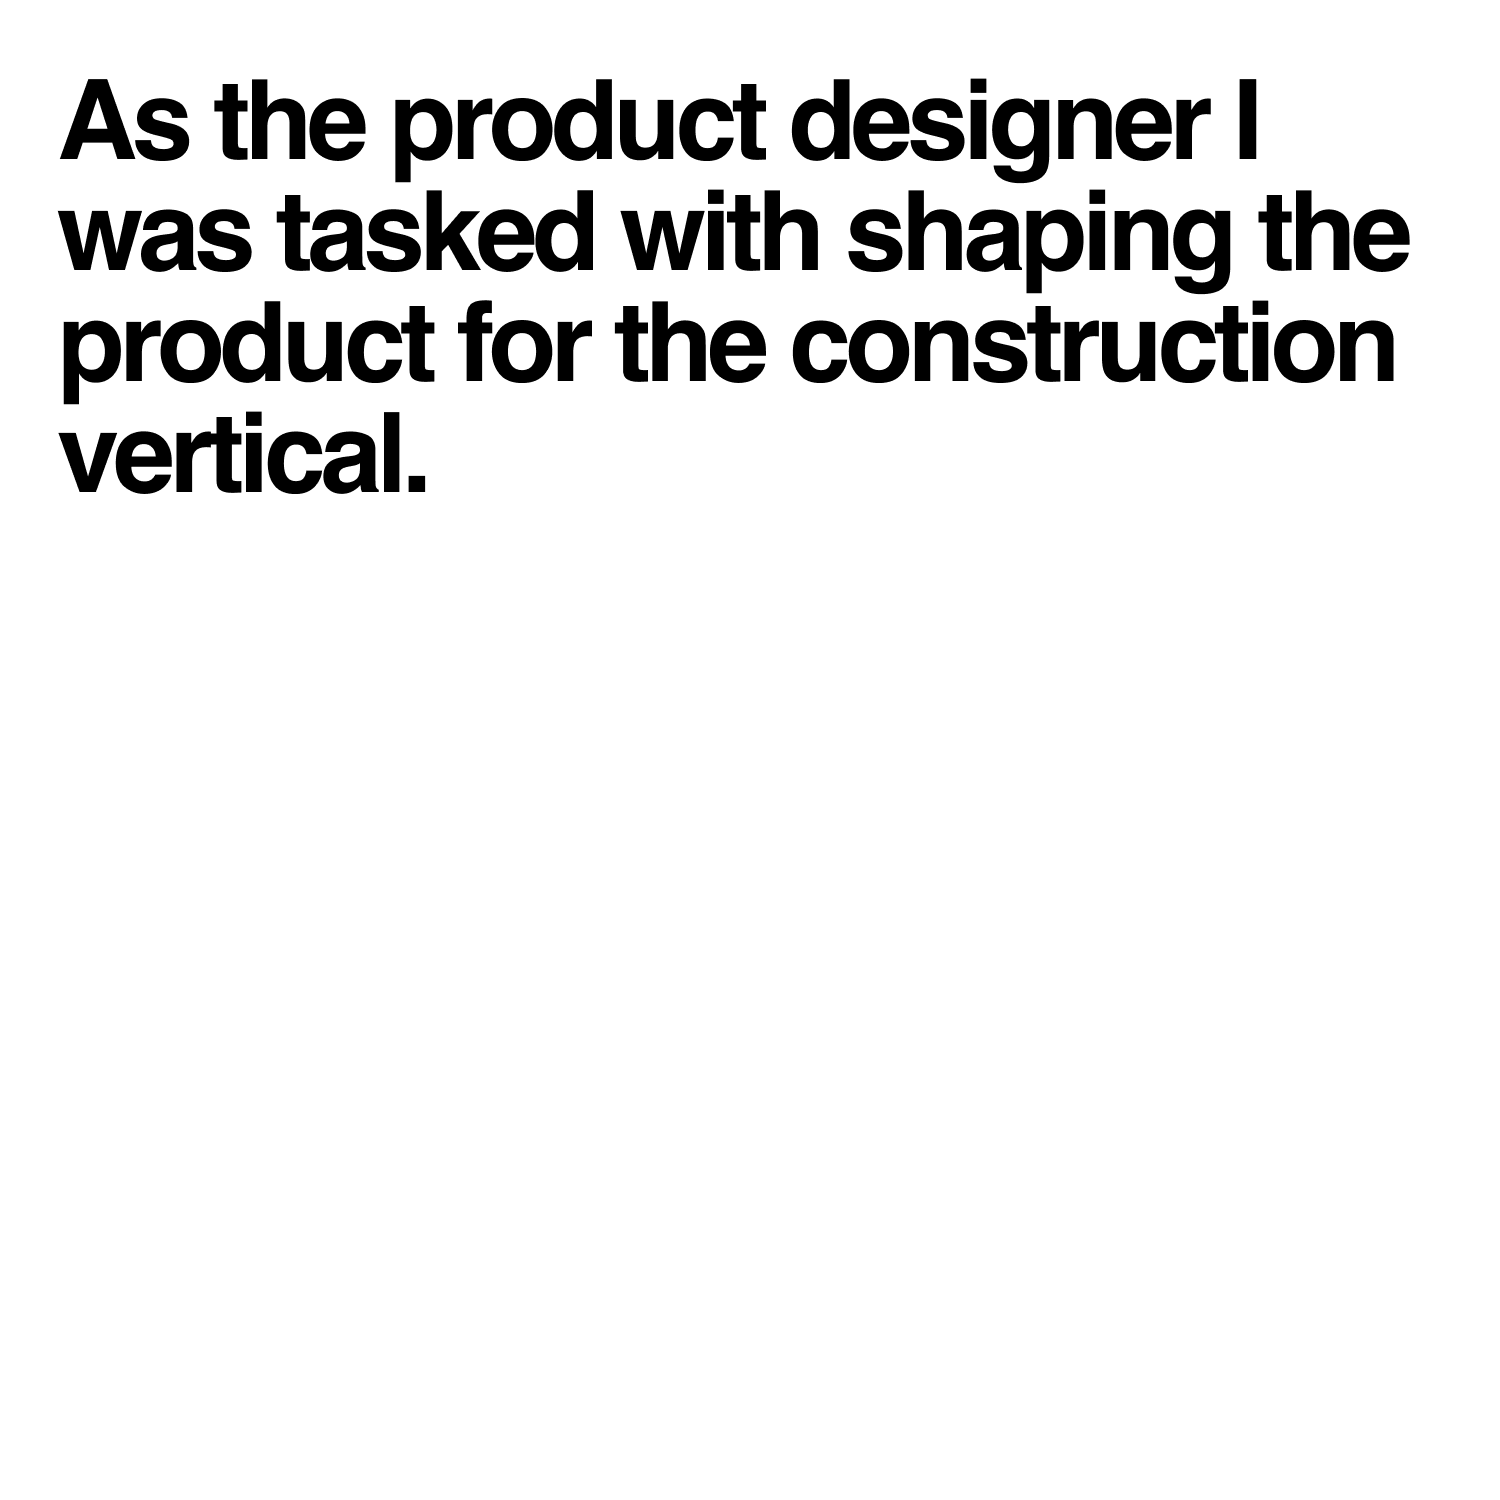 As the product designer I
was tasked with shaping the
product for the construction
vertical.